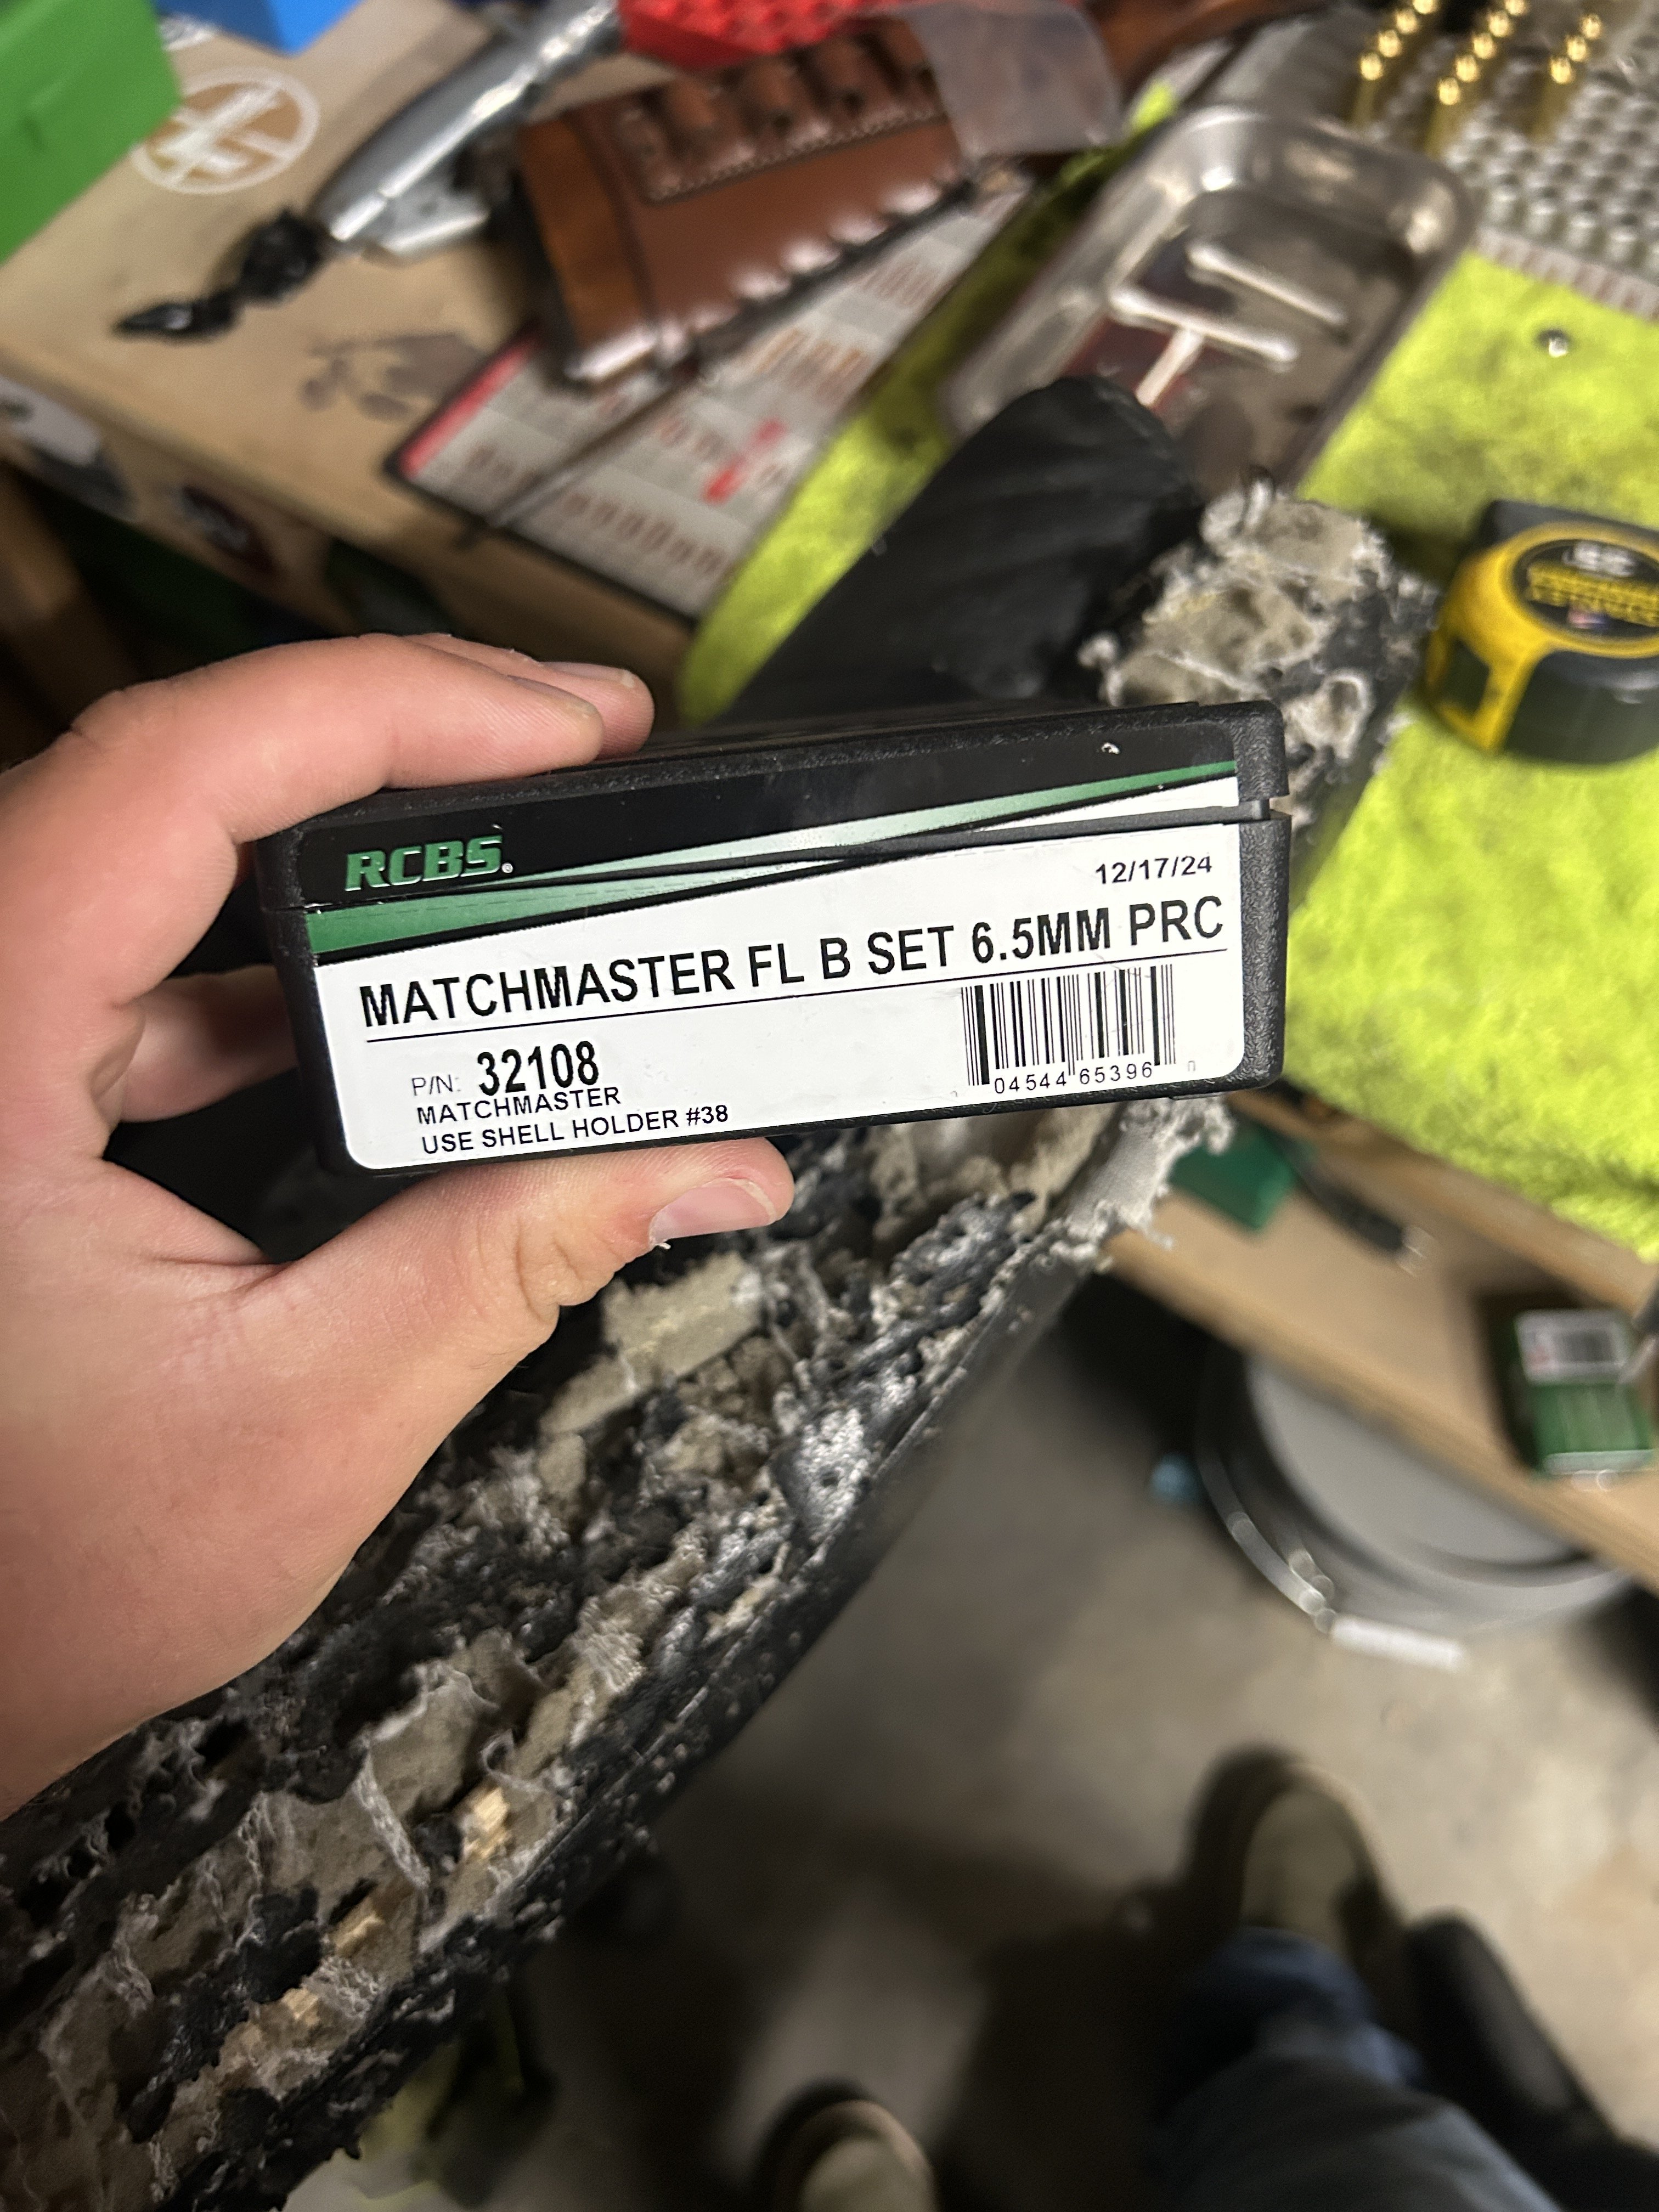 RCBS.
12/17/24
MATCHMASTER FL B SET 6.5MM PRC
P/N: 32108
MATCHMASTER
USE SHELL HOLDER #38
04544 65396